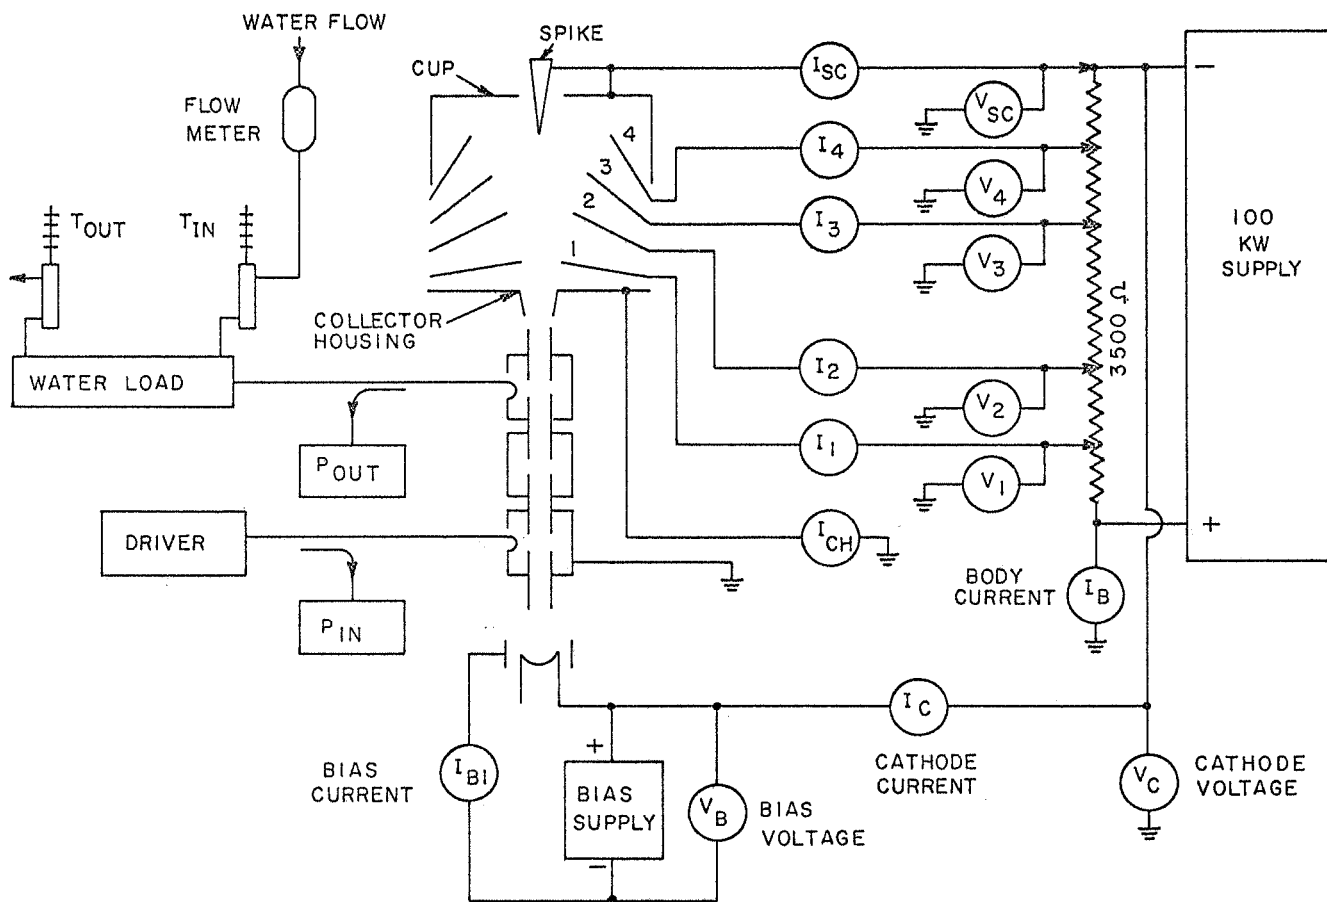 WATER FLOW
SPIKE
CUP
FLOW
METER
T OUT
T IN
COLLECTOR
HOUSING
WATER LOAD
P OUT
DRIVER
P IN
4
3
2
1
I SC
V SC
I 4
V 4
I 3
V 3
I 2
V 2
I 1
V 1
I CH
3500 Ω
−
100
KW
SUPPLY
+
BODY
CURRENT
I B
I C
CATHODE
CURRENT
V C
CATHODE
VOLTAGE
BIAS
CURRENT
I B1
+
BIAS
SUPPLY
−
V B
BIAS
VOLTAGE